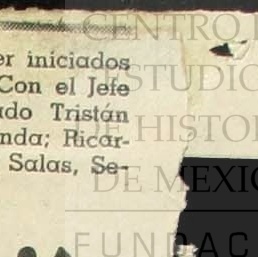 er iniciados
Con el Jefe
ado Tristán
nda; Ricar-
Salas, Se-
CENTRO D
ESTUDIO
DE HISTOR
DE MEXIC
FUNDAC